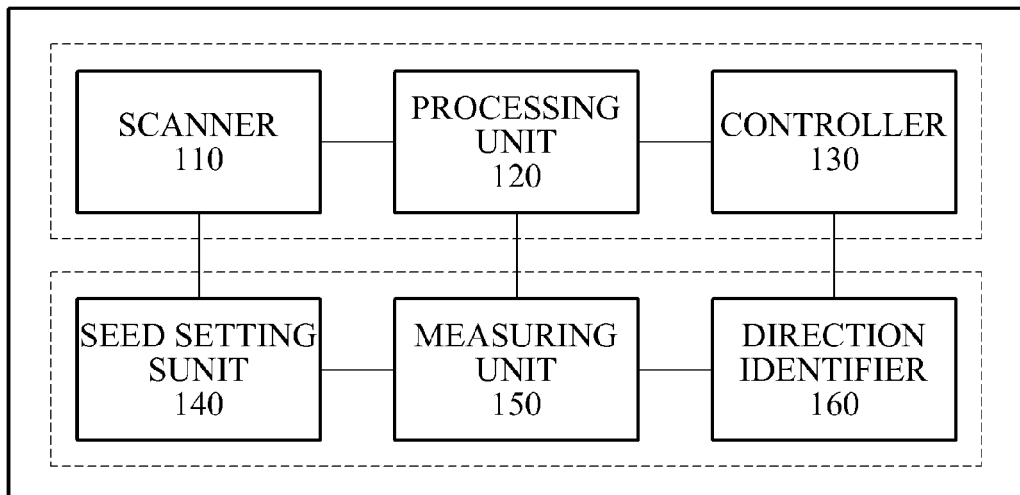 SCANNER
110
PROCESSING
UNIT
120
CONTROLLER
130
SEED SETTING
SUNIT
140
MEASURING
UNIT
150
DIRECTION
IDENTIFIER
160